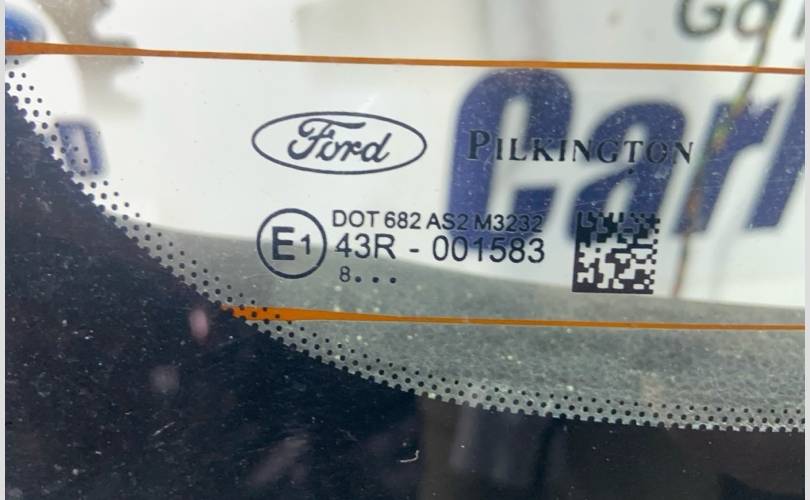 Ford PILKINGTON
DOT 682 AS2 M3232
E1 43R - 001583
8...